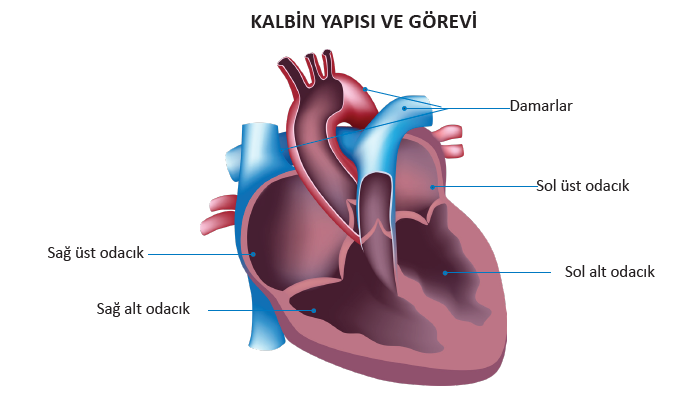 KALBİN YAPISI VE GÖREVİ
Damarlar
Sol üst odacık
Sağ üst odacık
Sol alt odacık
Sağ alt odacık